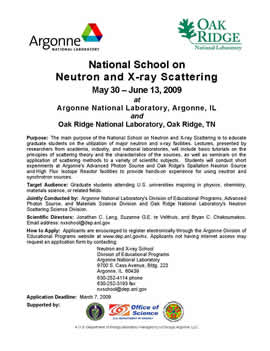 Argonne
NATIONAL LABORATORY
OAK
RIDGE
National Laboratory
National School on
Neutron and X-ray Scattering
May 30 – June 13, 2009
at
Argonne National Laboratory, Argonne, IL
and
Oak Ridge National Laboratory, Oak Ridge, TN
Purpose: The main purpose of the National School on Neutron and X-ray Scattering is to educate
graduate students on the utilization of major neutron and x-ray facilities. Lectures, presented by
researchers from academia, industry, and national laboratories, will include basic tutorials on the
principles of scattering theory and the characteristics of the sources, as well as seminars on the
application of scattering methods to a variety of scientific subjects. Students will conduct short
experiments at Argonne's Advanced Photon Source and Oak Ridge's Spallation Neutron Source
and High Flux Isotope Reactor facilities to provide hands-on experience for using neutron and
synchrotron sources.
Target Audience: Graduate students attending U.S. universities majoring in physics, chemistry,
materials science, or related fields.
Jointly Conducted by: Argonne National Laboratory's Division of Educational Programs, Advanced
Photon Source, and Materials Science Division and Oak Ridge National Laboratory's Neutron
Scattering Science Division.
Scientific Directors: Jonathan C. Lang, Suzanne G.E. te Velthuis, and Bryan C. Chakoumakos.
Email address: nxschool@dep.anl.gov
How to Apply: Applicants are encouraged to register electronically through the Argonne Division of
Educational Programs website at www.dep.anl.gov/nx. Applicants not having internet access may
request an application form by contacting:
Neutron and X-ray School
Division of Educational Programs
Argonne National Laboratory
9700 S. Cass Avenue, Bldg. 223
Argonne, IL 60439
630-252-4114 phone
630-252-3193 fax
nxschool@dep.anl.gov
Application Deadline: March 7, 2009
Supported by:
Office of
Science
U.S. DEPARTMENT OF ENERGY
A U.S. Department of Energy laboratory managed by UChicago Argonne, LLC